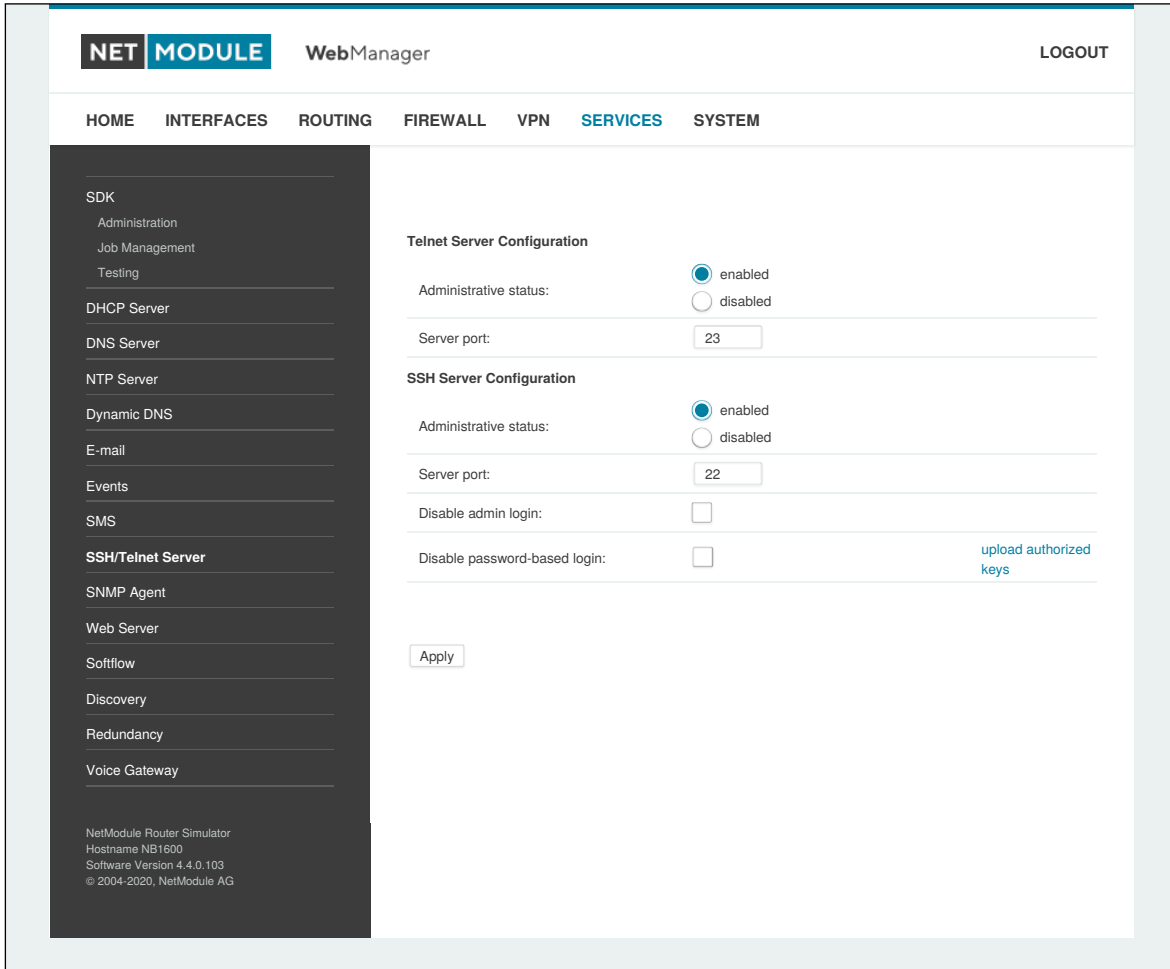 NET MODULE WebManager LOGOUT
HOME INTERFACES ROUTING FIREWALL VPN SERVICES SYSTEM
SDK
Administration
Job Management
Testing
DHCP Server
DNS Server
NTP Server
Dynamic DNS
E-mail
Events
SMS
SSH/Telnet Server
SNMP Agent
Web Server
Softflow
Discovery
Redundancy
Voice Gateway
NetModule Router Simulator
Hostname NB1600
Software Version 4.4.0.103
© 2004-2020, NetModule AG
Telnet Server Configuration
Administrative status:
enabled
disabled
Server port: 23
SSH Server Configuration
Administrative status:
enabled
disabled
Server port: 22
Disable admin login:
Disable password-based login:
upload authorized
keys
Apply